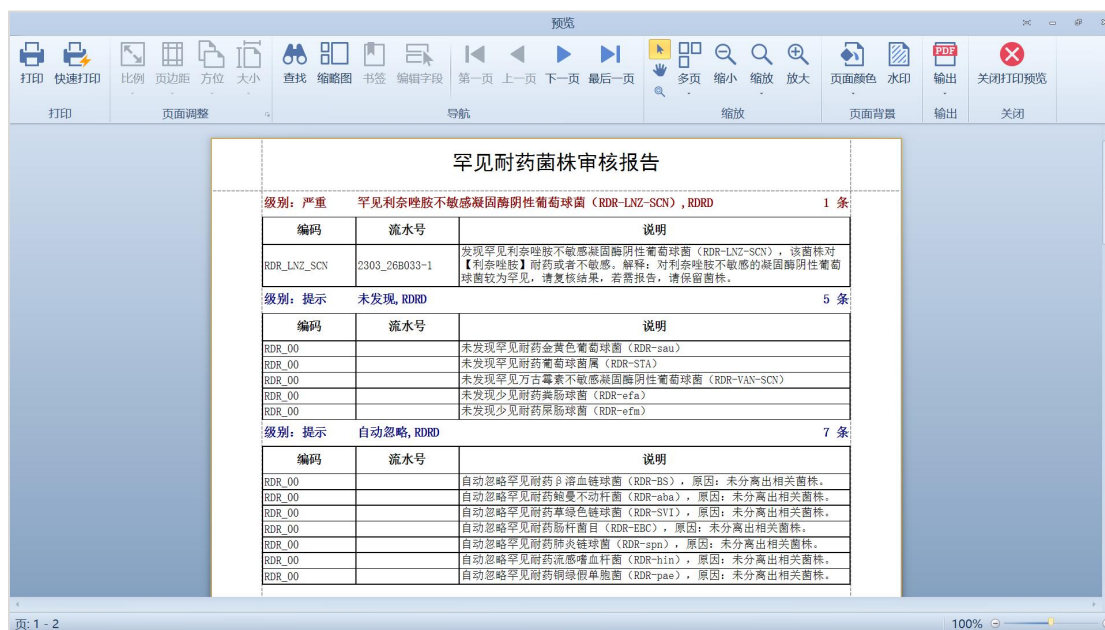 预览
打印 快速打印 比例 页边距 方位 大小 查找 缩略图 书签 编辑字段 第一页 上一页 下一页 最后一页 多页 缩小 缩放 放大 页面颜色 水印 PDF 输出 关闭打印预览
打印 页面调整 导航 缩放 页面背景 输出 关闭
罕见耐药菌株审核报告
级别：严重 罕见利奈唑胺不敏感凝固酶阴性葡萄球菌（RDR-LNZ-SCN）,RDRD 1 条
编码 流水号 说明
发现罕见利奈唑胺不敏感凝固酶阴性葡萄球菌（RDR-LNZ-SCN），该菌株对
RDR_LNZ_SCN 2303_26B033-1 【利奈唑胺】耐药或者不敏感。解释：对利奈唑胺不敏感的凝固酶阴性葡萄
球菌较为罕见，请复核结果，若需报告，请保留菌株。
级别：提示 未发现,RDRD 5 条
编码 流水号 说明
RDR_00 未发现罕见耐药金黄色葡萄球菌（RDR-sau）
RDR_00 未发现罕见耐药葡萄球菌属（RDR-STA）
RDR_00 未发现罕见万古霉素不敏感凝固酶阴性葡萄球菌（RDR-VAN-SCN）
RDR_00 未发现少见耐药粪肠球菌（RDR-efa）
RDR_00 未发现少见耐药屎肠球菌（RDR-efm）
级别：提示 自动忽略,RDRD 7 条
编码 流水号 说明
RDR_00 自动忽略罕见耐药β溶血链球菌（RDR-BS），原因：未分离出相关菌株。
RDR_00 自动忽略罕见耐药鲍曼不动杆菌（RDR-aba），原因：未分离出相关菌株。
RDR_00 自动忽略罕见耐药草绿色链球菌（RDR-SVI），原因：未分离出相关菌株。
RDR_00 自动忽略罕见耐药肠杆菌目（RDR-EBC），原因：未分离出相关菌株。
RDR_00 自动忽略罕见耐药肺炎链球菌（RDR-spn），原因：未分离出相关菌株。
RDR_00 自动忽略罕见耐药流感嗜血杆菌（RDR-hin），原因：未分离出相关菌株。
RDR_00 自动忽略罕见耐药铜绿假单胞菌（RDR-pae），原因：未分离出相关菌株。
页: 1 - 2 100%